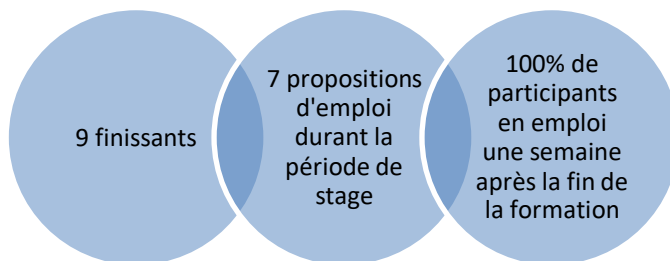 9 finissants
7 propositions
d'emploi
durant la
période de
stage
100% de
participants
en emploi
une semaine
après la fin de
la formation